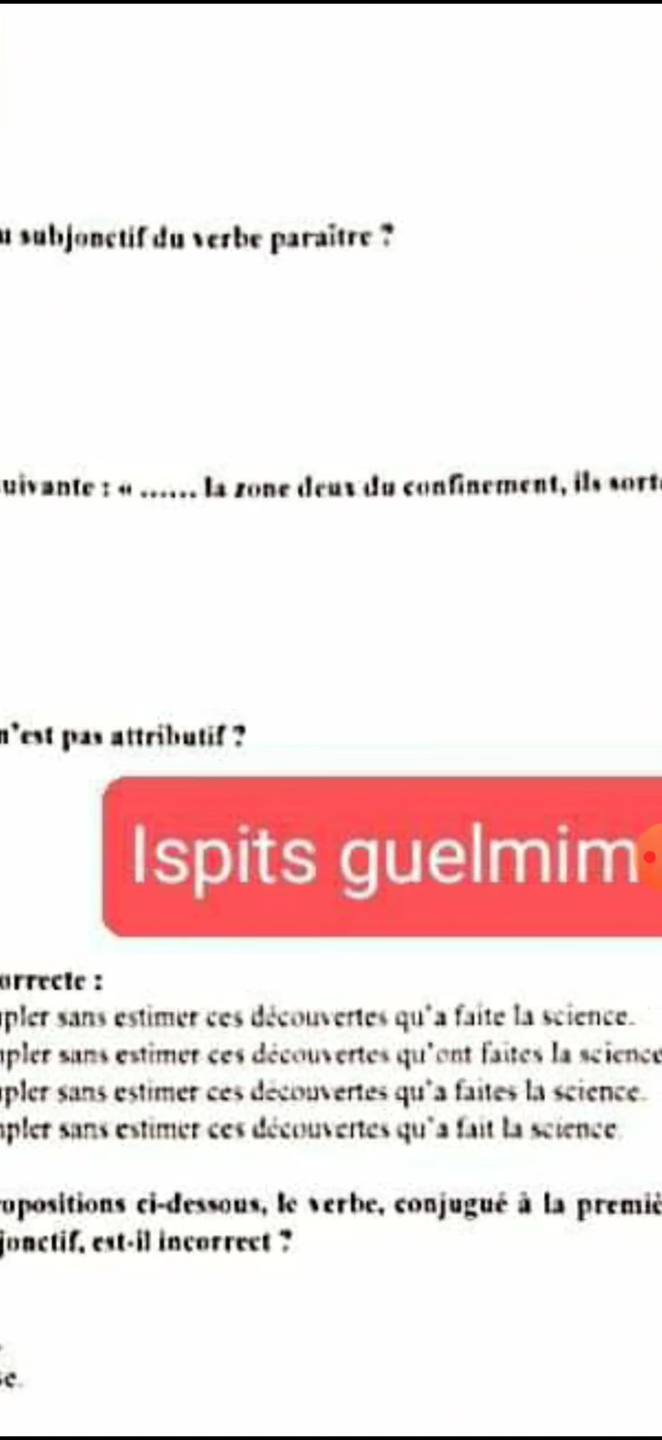 u subjonctif du verbe paraître ?
uivante : « ...... la zone deux du confinement, ils sort
n'est pas attributif ?
Ispits guelmim
orrecte :
pler sans estimer ces découvertes qu'a faite la science.
pler sans estimer ces découvertes qu'ont faites la science
pler sans estimer ces découvertes qu'a faites la science.
pler sans estimer ces découvertes qu'a fait la science.
ropositions ci-dessous, le verbe, conjugué à la premiè
jonctif, est-il incorrect ?
se.